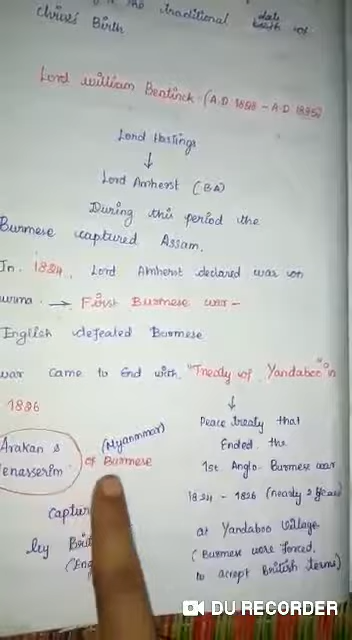 the traditional date
birth of
Christ Birth
Lord William Bentinck - (A.D 1828 - A.D 1835)
Lord Hastings
↓
Lord Amherst (BA)
During this period the
Burmese captured Assam.
In. 1824, Lord Amherst declared war on
urma → First Burmese war -
English defeated Burmese
war came to End with "Treaty of Yandaboo" in
1826
↓
Peace treaty that
Ended the
1st Anglo Burmese war
1824 - 1826 (nearly 2 years)
at Yandaboo Village.
(Burmese were forced
to accept British terms)
Arakan &
Tenasserim of Burmese
(Myanmmar)
Captur
by Brit
("Eng
DU RECORDER